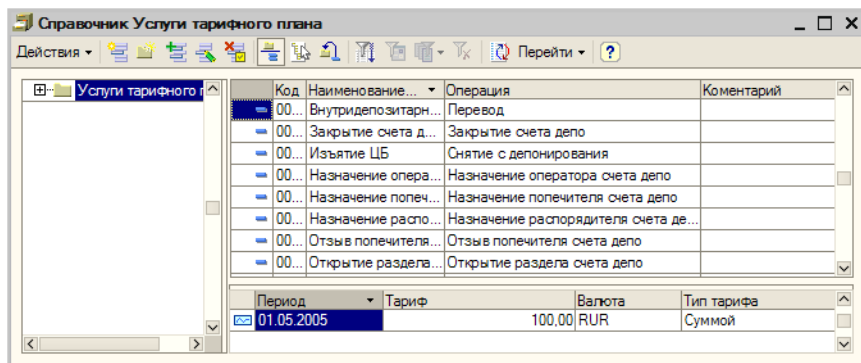 Справочник Услуги тарифного плана
Действия Перейти ?
Услуги тарифного п
Код Наименование... Операция Коментарий
00... Внутридепозитарн... Перевод
00... Закрытие счета д... Закрытие счета депо
00... Изъятие ЦБ Снятие с депонирования
00... Назначение опера... Назначение оператора счета депо
00... Назначение попеч... Назначение попечителя счета депо
00... Назначение распо... Назначение распорядителя счета де...
00... Отзыв попечителя... Отзыв попечителя счета депо
00... Открытие раздела... Открытие раздела счета депо
Период Тариф Валюта Тип тарифа
01.05.2005 100,00 RUR Суммой